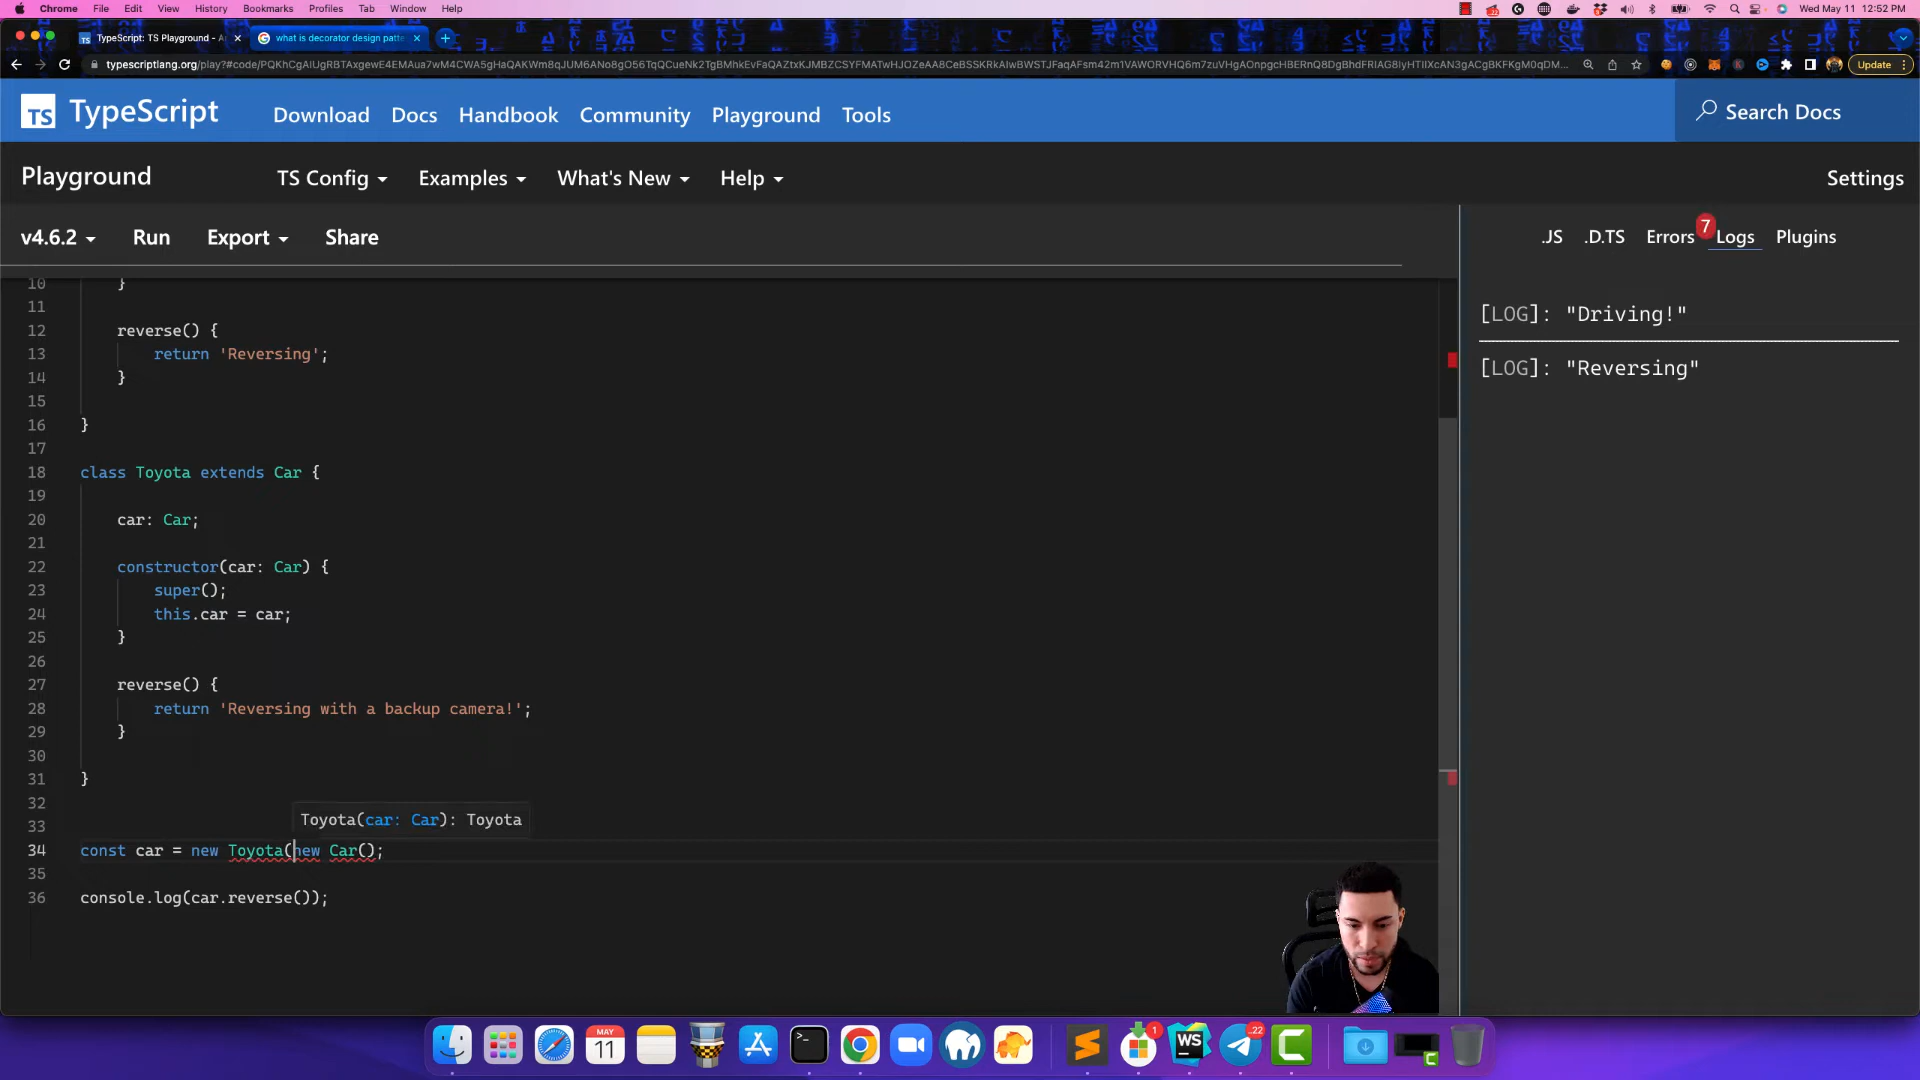 Chrome File Edit View History Bookmarks Profiles Tab Window Help
Wed May 11 12:52 PM
TypeScript: TS Playground - A
what is decorator design patte
Update
TypeScript
TS
Download Docs Handbook Community Playground Tools
Search Docs
Playground
TS Config Examples What's New Help
Settings
v4.6.2 Run Export Share
.JS .D.TS Errors 7 Logs Plugins
[LOG]: "Driving!"
[LOG]: "Reversing"
10 }
11
12 reverse() {
13 return 'Reversing';
14 }
15
16 }
17
18 class Toyota extends Car {
19
20 car: Car;
21
22 constructor(car: Car) {
23 super();
24 this.car = car;
25 }
26
27 reverse() {
28 return 'Reversing with a backup camera!';
29 }
30
31 }
32
Toyota(car: Car): Toyota
33
34 const car = new Toyota(new Car();
35
36 console.log(car.reverse());
MAY
11
1
WS
22